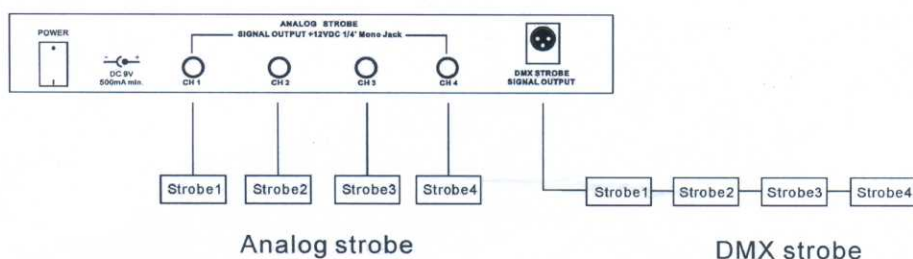 ANALOG STROBE
SIGNAL OUTPUT +12VDC 1/4" Mono Jack
POWER
- +
DC 9V
500mA min.
CH 1
CH 2
CH 3
CH 4
DMX STROBE
SIGNAL OUTPUT
Strobe1
Strobe2
Strobe3
Strobe4
Strobe1
Strobe2
Strobe3
Strobe4
Analog strobe
DMX strobe